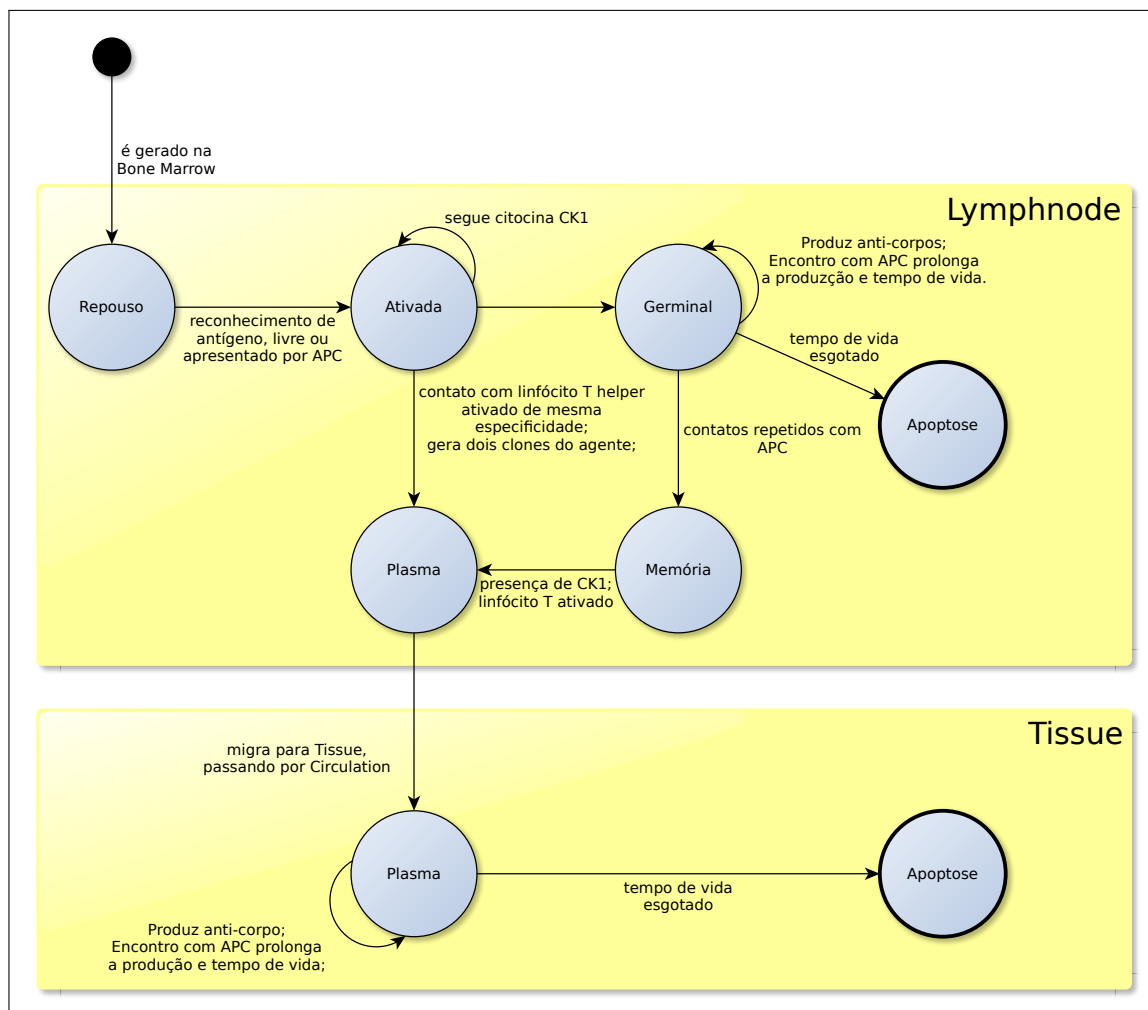 é gerado na
Bone Marrow
Lymphnode
segue citocina CK1
Produz anti-corpos;
Encontro com APC prolonga
a produzção e tempo de vida.
Repouso
Ativada
Germinal
reconhecimento de
antígeno, livre ou
apresentado por APC
tempo de vida
esgotado
contato com linfócito T helper
ativado de mesma
especificidade;
gera dois clones do agente;
contatos repetidos com
APC
Apoptose
Plasma
Memória
presença de CK1;
linfócito T ativado
Tissue
migra para Tissue,
passando por Circulation
Plasma
Apoptose
tempo de vida
esgotado
Produz anti-corpo;
Encontro com APC prolonga
a produção e tempo de vida;